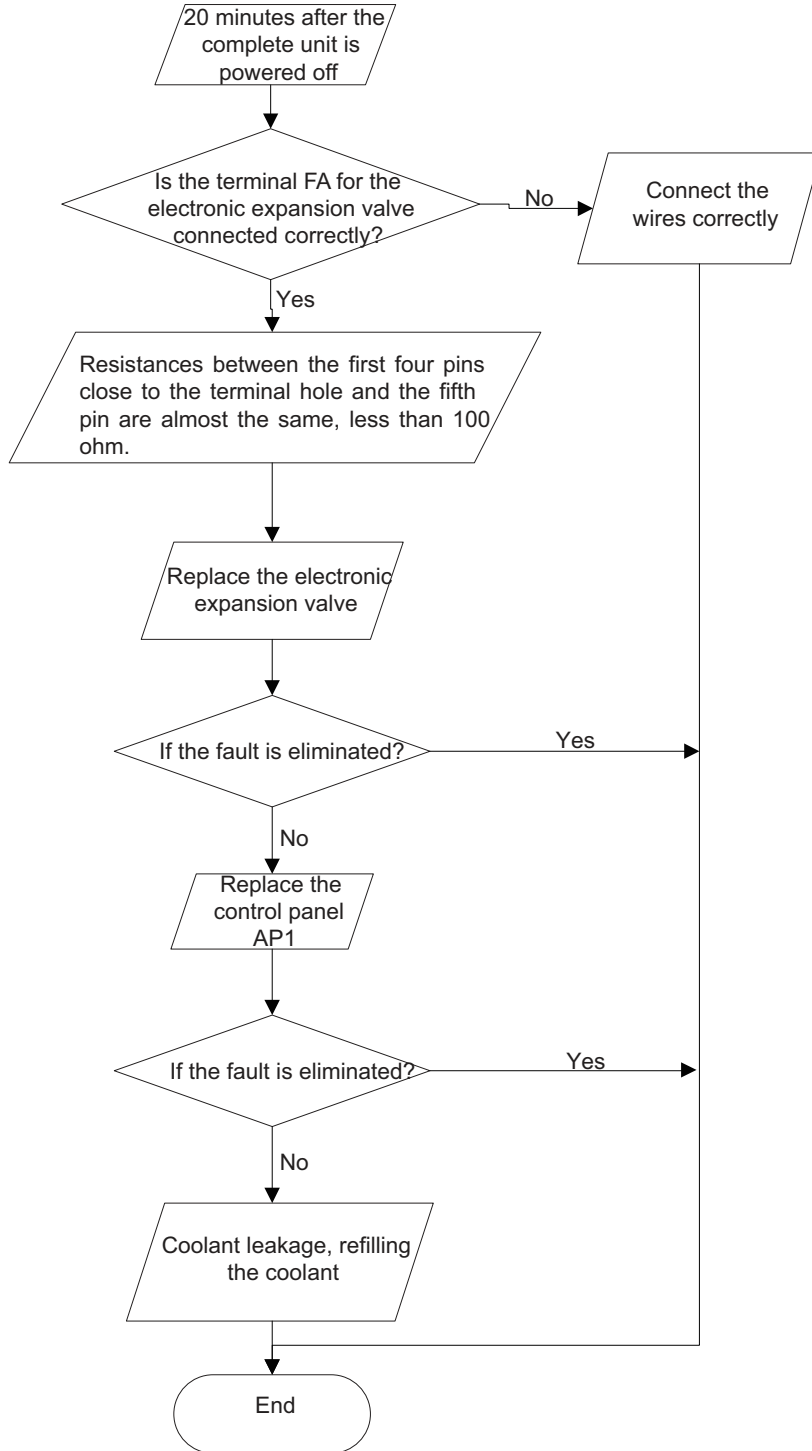 20 minutes after the
complete unit is
powered off
Is the terminal FA for the
electronic expansion valve
connected correctly?
No
Connect the
wires correctly
Yes
Resistances between the first four pins
close to the terminal hole and the fifth
pin are almost the same, less than 100
ohm.
Replace the electronic
expansion valve
If the fault is eliminated?
Yes
No
Replace the
control panel
AP1
If the fault is eliminated?
Yes
No
Coolant leakage, refilling
the coolant
End